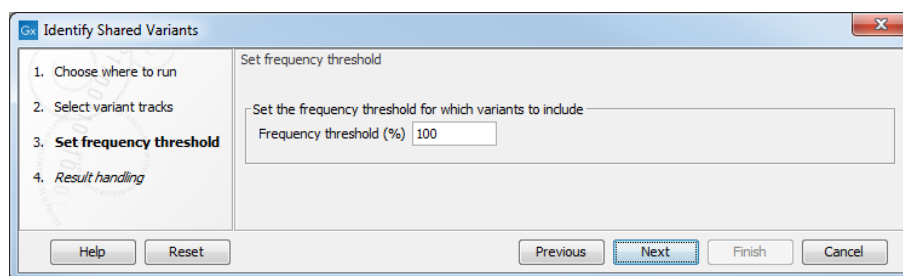 Gx Identify Shared Variants
1. Choose where to run
2. Select variant tracks
3. Set frequency threshold
4. Result handling
Set frequency threshold
Set the frequency threshold for which variants to include
Frequency threshold (%) 100
Help Reset Previous Next Finish Cancel